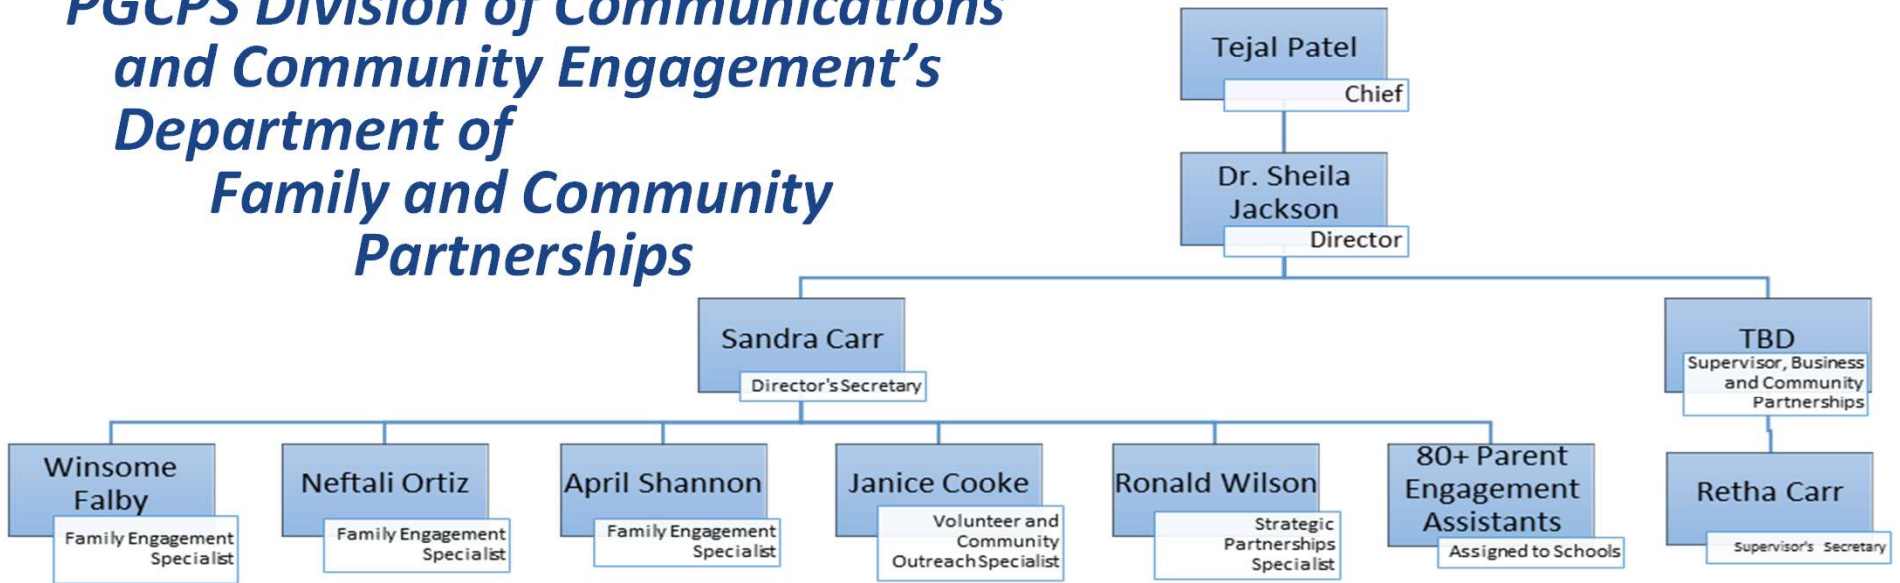 PGCPS Division of Communications
and Community Engagement's
Department of
Family and Community
Partnerships
Tejal Patel
Chief
Dr. Sheila
Jackson
Director
Sandra Carr
Director's Secretary
TBD
Supervisor, Business
and Community
Partnerships
Winsome
Falby
Family Engagement
Specialist
Neftali Ortiz
Family Engagement
Specialist
April Shannon
Family Engagement
Specialist
Janice Cooke
Volunteer and
Community
Outreach Specialist
Ronald Wilson
Strategic
Partnerships
Specialist
80+ Parent
Engagement
Assistants
Assigned to Schools
Retha Carr
Supervisor's Secretary